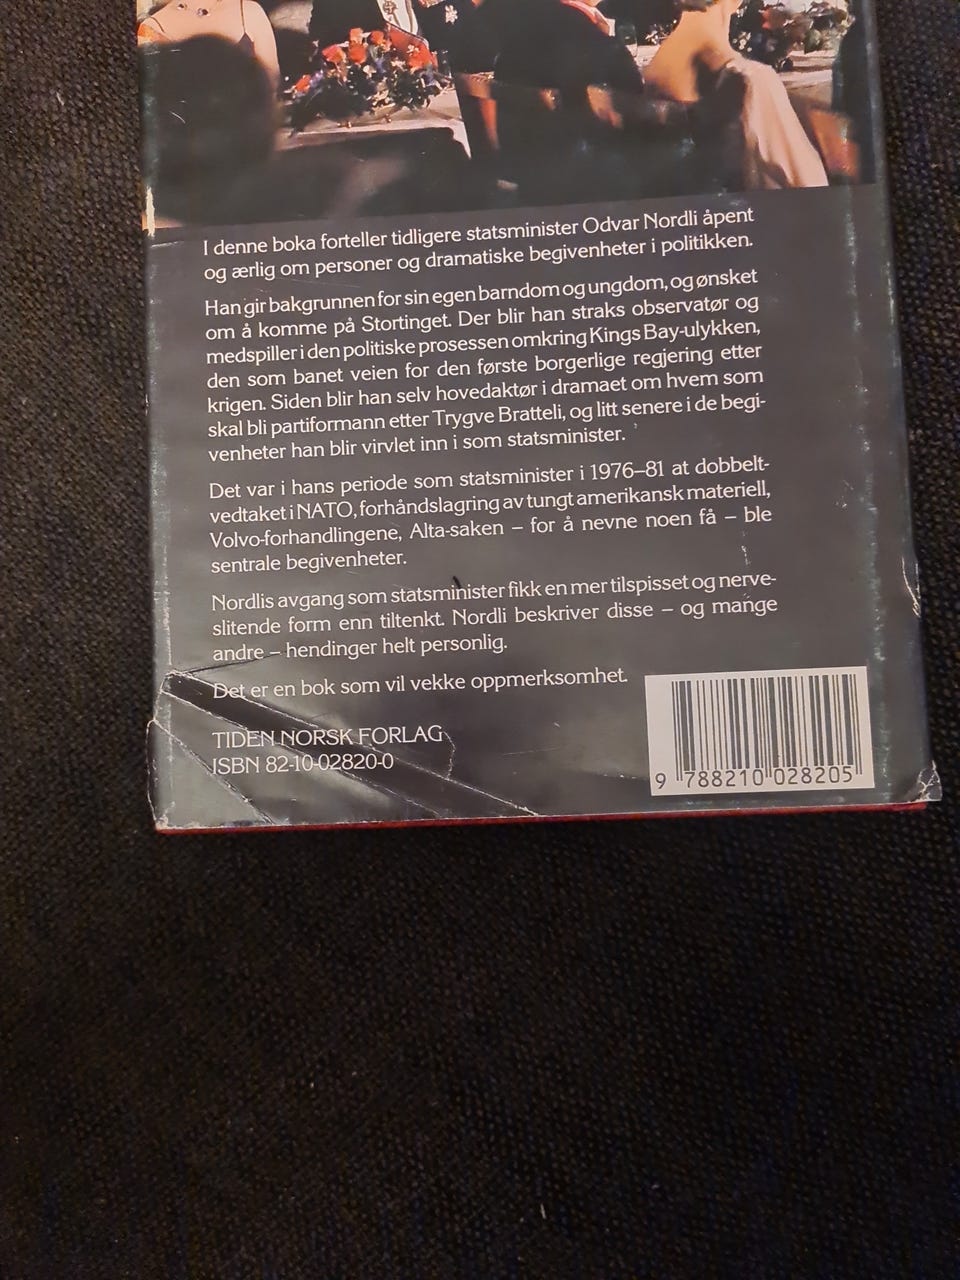 I denne boka forteller tidligere statsminister Odvar Nordli åpent
og ærlig om personer og dramatiske begivenheter i politikken.
Han gir bakgrunnen for sin egen barndom og ungdom, og ønsket
om å komme på Stortinget. Der blir han straks observatør og
medspiller i den politiske prosessen omkring Kings Bay-ulykken,
den som banet veien for den første borgerlige regjering etter
krigen. Siden blir han selv hovedaktør i dramaet om hvem som
skal bli partiformann etter Trygve Bratteli, og litt senere i de begi-
venheter han blir virvlet inn i som statsminister.
Det var i hans periode som statsminister i 1976–81 at dobbelt-
vedtaket i NATO, forhåndslagring av tungt amerikansk materiell,
Volvo-forhandlingene, Alta-saken – for å nevne noen få – ble
sentrale begivenheter.
Nordlis avgang som statsminister fikk en mer tilspisset og nerve-
slitende form enn tiltenkt. Nordli beskriver disse – og mange
andre – hendinger helt personlig.
Det er en bok som vil vekke oppmerksomhet.
TIDEN NORSK FORLAG
ISBN 82-10-02820-0
9 788210 028205